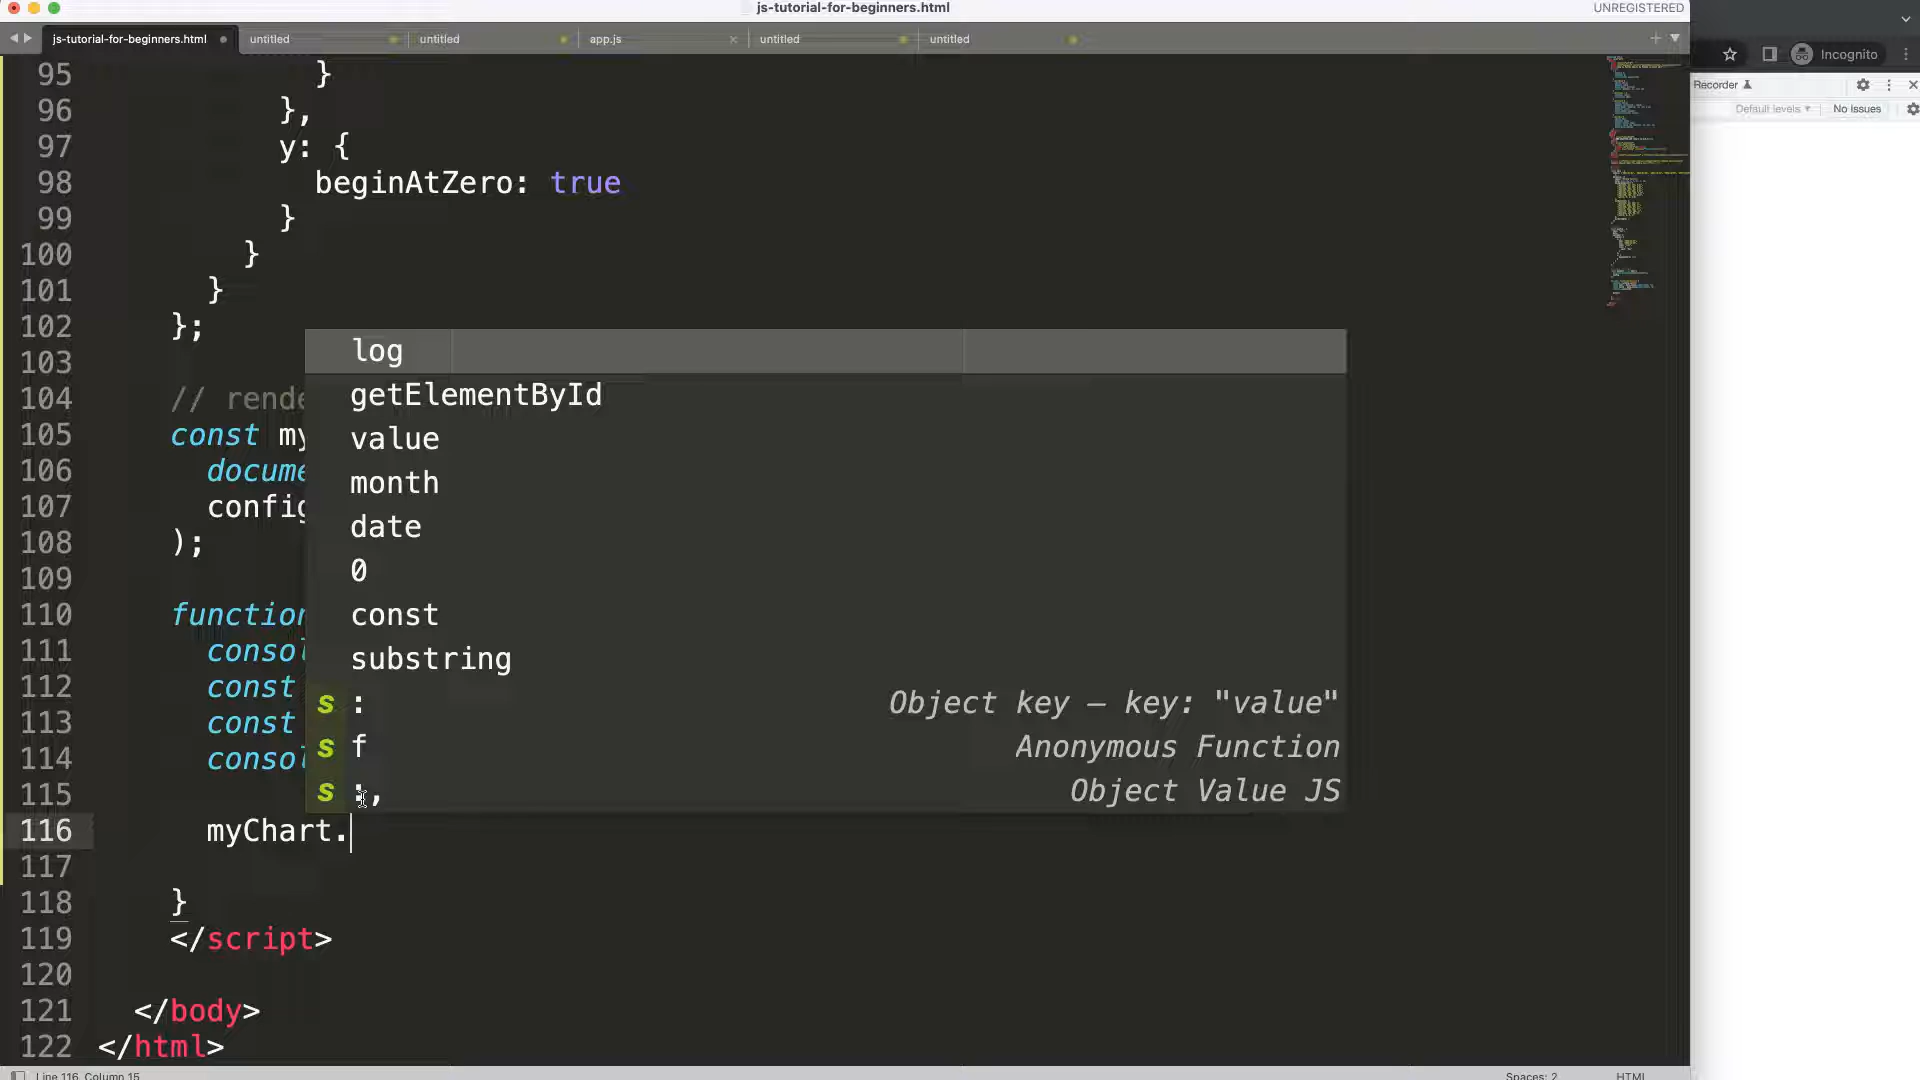 js-tutorial-for-beginners.html
UNREGISTERED
js-tutorial-for-beginners.html
untitled
untitled
app.js
untitled
untitled
Incognito
Recorder
Default levels
No Issues
95 }
96 },
97 y: {
98 beginAtZero: true
99 }
100 }
101 }
102 };
103
104 // rende
105 const my
106 docume
107 config
108 );
109
110 function
111 consol
112 const
113 const
114 consol
115
116 myChart.
117
118 }
119 </script>
120
121 </body>
122 </html>
log
getElementById
value
month
date
0
const
substring
s : Object key — key: "value"
s f Anonymous Function
s :, Object Value JS
Line 116, Column 15
Spaces: 2
HTML